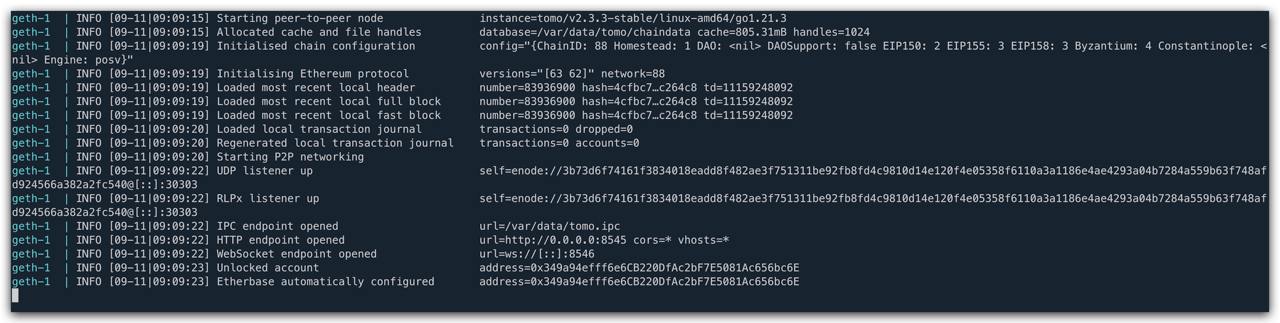 geth-1 | INFO [09-11|09:09:15] Starting peer-to-peer node instance=tomo/v2.3.3-stable/linux-amd64/go1.21.3
geth-1 | INFO [09-11|09:09:15] Allocated cache and file handles database=/var/data/tomo/chaindata cache=805.31mB handles=1024
geth-1 | INFO [09-11|09:09:19] Initialised chain configuration config="{ChainID: 88 Homestead: 1 DAO: <nil> DAOSupport: false EIP150: 2 EIP155: 3 EIP158: 3 Byzantium: 4 Constantinople: <
nil> Engine: posv}"
geth-1 | INFO [09-11|09:09:19] Initialising Ethereum protocol versions="[63 62]" network=88
geth-1 | INFO [09-11|09:09:19] Loaded most recent local header number=83936900 hash=4cfbc7…c264c8 td=11159248092
geth-1 | INFO [09-11|09:09:19] Loaded most recent local full block number=83936900 hash=4cfbc7…c264c8 td=11159248092
geth-1 | INFO [09-11|09:09:19] Loaded most recent local fast block number=83936900 hash=4cfbc7…c264c8 td=11159248092
geth-1 | INFO [09-11|09:09:20] Loaded local transaction journal transactions=0 dropped=0
geth-1 | INFO [09-11|09:09:20] Regenerated local transaction journal transactions=0 accounts=0
geth-1 | INFO [09-11|09:09:20] Starting P2P networking
geth-1 | INFO [09-11|09:09:22] UDP listener up self=enode://3b73d6f74161f3834018eadd8f482ae3f751311be92fb8fd4c9810d14e120f4e05358f6110a3a1186e4ae4293a04b7284a559b63f748af
d924566a382a2fc540@[::]:30303
geth-1 | INFO [09-11|09:09:22] RLPx listener up self=enode://3b73d6f74161f3834018eadd8f482ae3f751311be92fb8fd4c9810d14e120f4e05358f6110a3a1186e4ae4293a04b7284a559b63f748af
d924566a382a2fc540@[::]:30303
geth-1 | INFO [09-11|09:09:22] IPC endpoint opened url=/var/data/tomo.ipc
geth-1 | INFO [09-11|09:09:22] HTTP endpoint opened url=http://0.0.0.0:8545 cors=* vhosts=*
geth-1 | INFO [09-11|09:09:22] WebSocket endpoint opened url=ws://[::]:8546
geth-1 | INFO [09-11|09:09:23] Unlocked account address=0x349a94efff6e6CB220DfAc2bF7E5081Ac656bc6E
geth-1 | INFO [09-11|09:09:23] Etherbase automatically configured address=0x349a94efff6e6CB220DfAc2bF7E5081Ac656bc6E